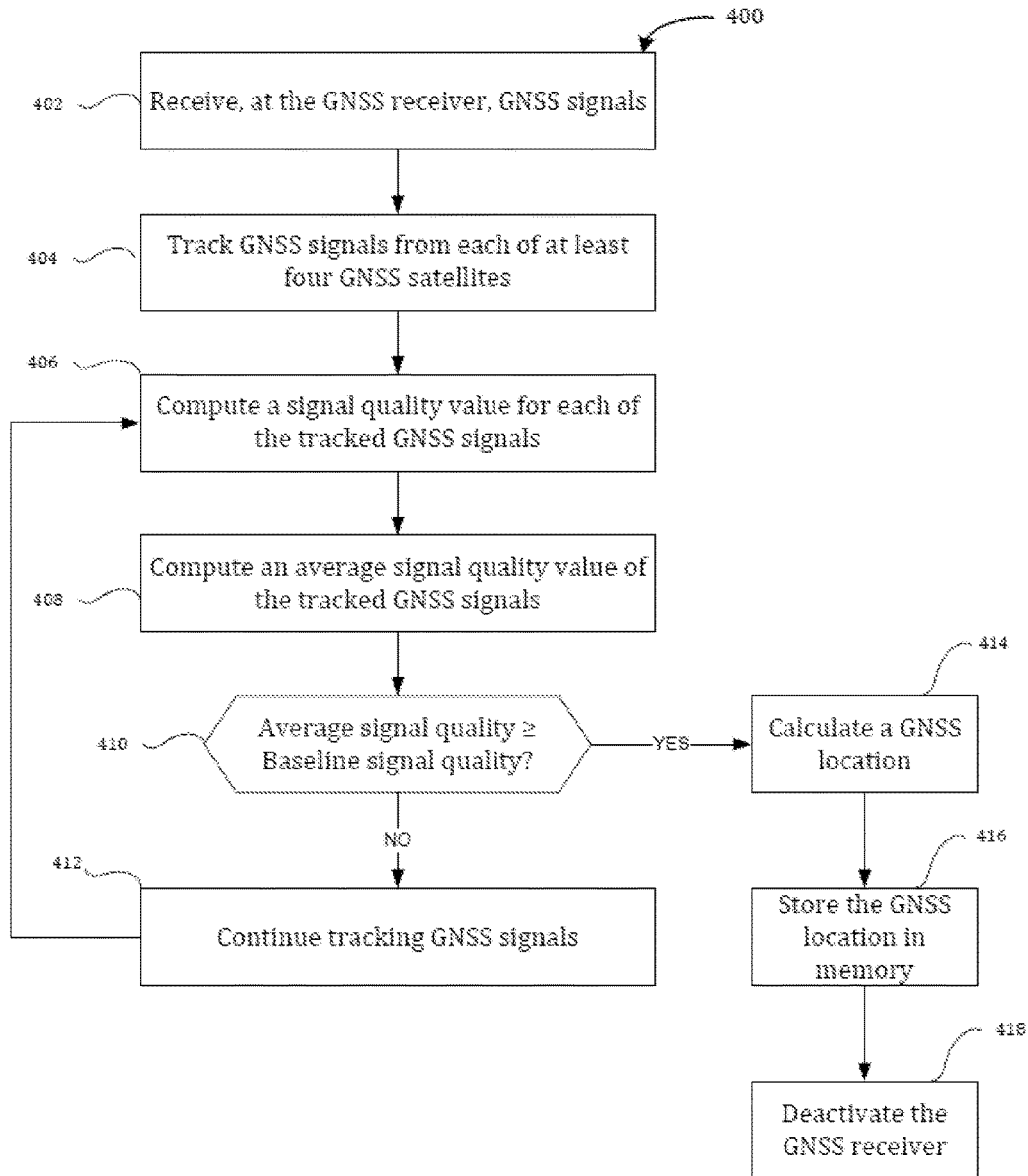 400
402
Receive, at the GNSS receiver, GNSS signals
404
Track GNSS signals from each of at least
four GNSS satellites
406
Compute a signal quality value for each of
the tracked GNSS signals
408
Compute an average signal quality value of
the tracked GNSS signals
410
Average signal quality ≥
Baseline signal quality?
YES
414
Calculate a GNSS
location
NO
412
Continue tracking GNSS signals
416
Store the GNSS
location in
memory
418
Deactivate the
GNSS receiver